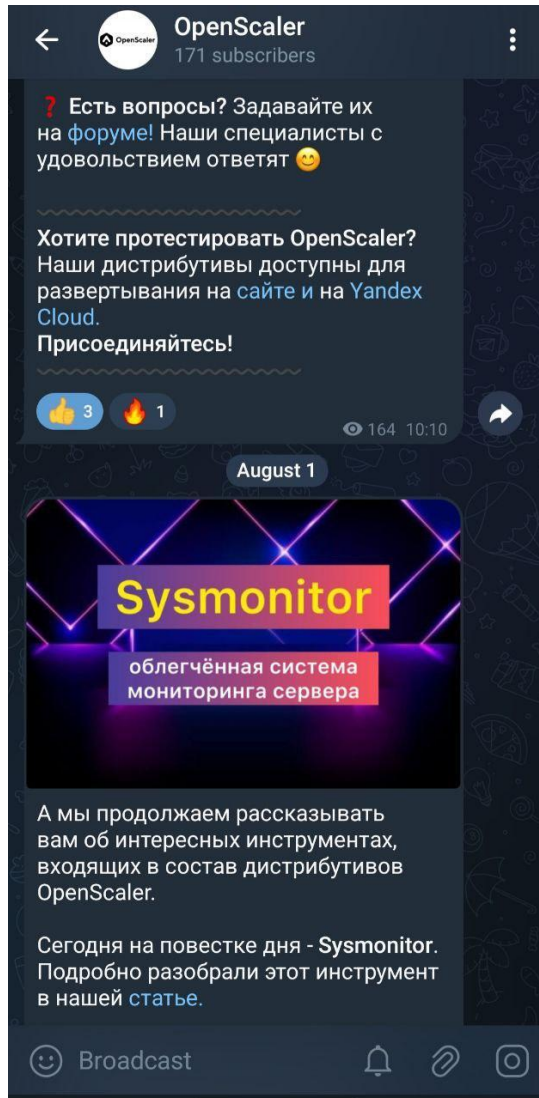 OpenScaler
OpenScaler
171 subscribers
❓ Есть вопросы? Задавайте их
на форуме! Наши специалисты с
удовольствием ответят 😊
Хотите протестировать OpenScaler?
Наши дистрибутивы доступны для
развертывания на сайте и на Yandex
Cloud.
Присоединяйтесь!
👍 3 🔥 1
164 10:10
August 1
Sysmonitor
облегчённая система
мониторинга сервера
А мы продолжаем рассказывать
вам об интересных инструментах,
входящих в состав дистрибутивов
OpenScaler.
Сегодня на повестке дня - Sysmonitor.
Подробно разобрали этот инструмент
в нашей статье.
Broadcast